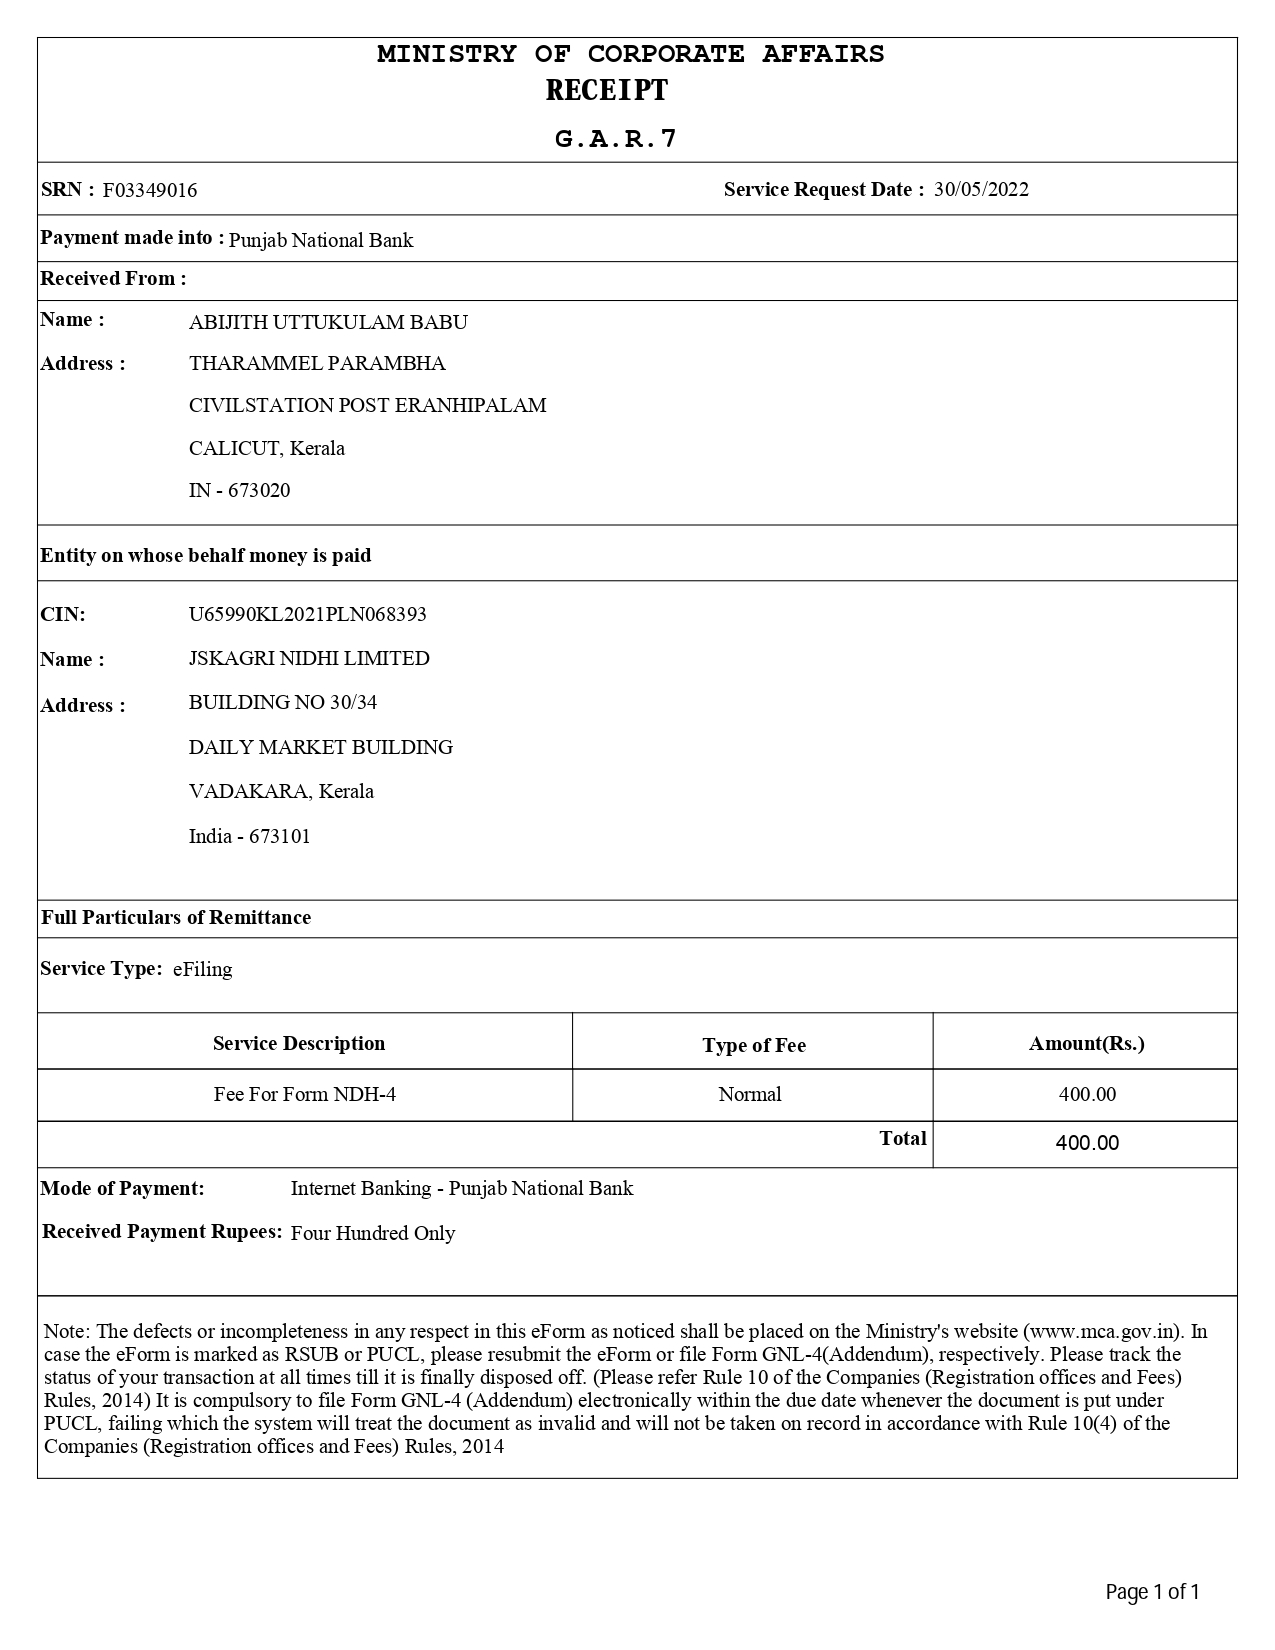 MINISTRY OF CORPORATE AFFAIRS
RECEIPT
G.A.R.7
SRN : F03349016 Service Request Date : 30/05/2022
Payment made into : Punjab National Bank
Received From :
Name : ABIJITH UTTUKULAM BABU
Address : THARAMMEL PARAMBHA
CIVILSTATION POST ERANHIPALAM
CALICUT, Kerala
IN - 673020
Entity on whose behalf money is paid
CIN: U65990KL2021PLN068393
Name : JSKAGRI NIDHI LIMITED
Address : BUILDING NO 30/34
DAILY MARKET BUILDING
VADAKARA, Kerala
India - 673101
Full Particulars of Remittance
Service Type: eFiling
Service Description Type of Fee Amount(Rs.)
Fee For Form NDH-4 Normal 400.00
Total 400.00
Mode of Payment: Internet Banking - Punjab National Bank
Received Payment Rupees: Four Hundred Only
Note: The defects or incompleteness in any respect in this eForm as noticed shall be placed on the Ministry's website (www.mca.gov.in). In
case the eForm is marked as RSUB or PUCL, please resubmit the eForm or file Form GNL-4(Addendum), respectively. Please track the
status of your transaction at all times till it is finally disposed off. (Please refer Rule 10 of the Companies (Registration offices and Fees)
Rules, 2014) It is compulsory to file Form GNL-4 (Addendum) electronically within the due date whenever the document is put under
PUCL, failing which the system will treat the document as invalid and will not be taken on record in accordance with Rule 10(4) of the
Companies (Registration offices and Fees) Rules, 2014
Page 1 of 1